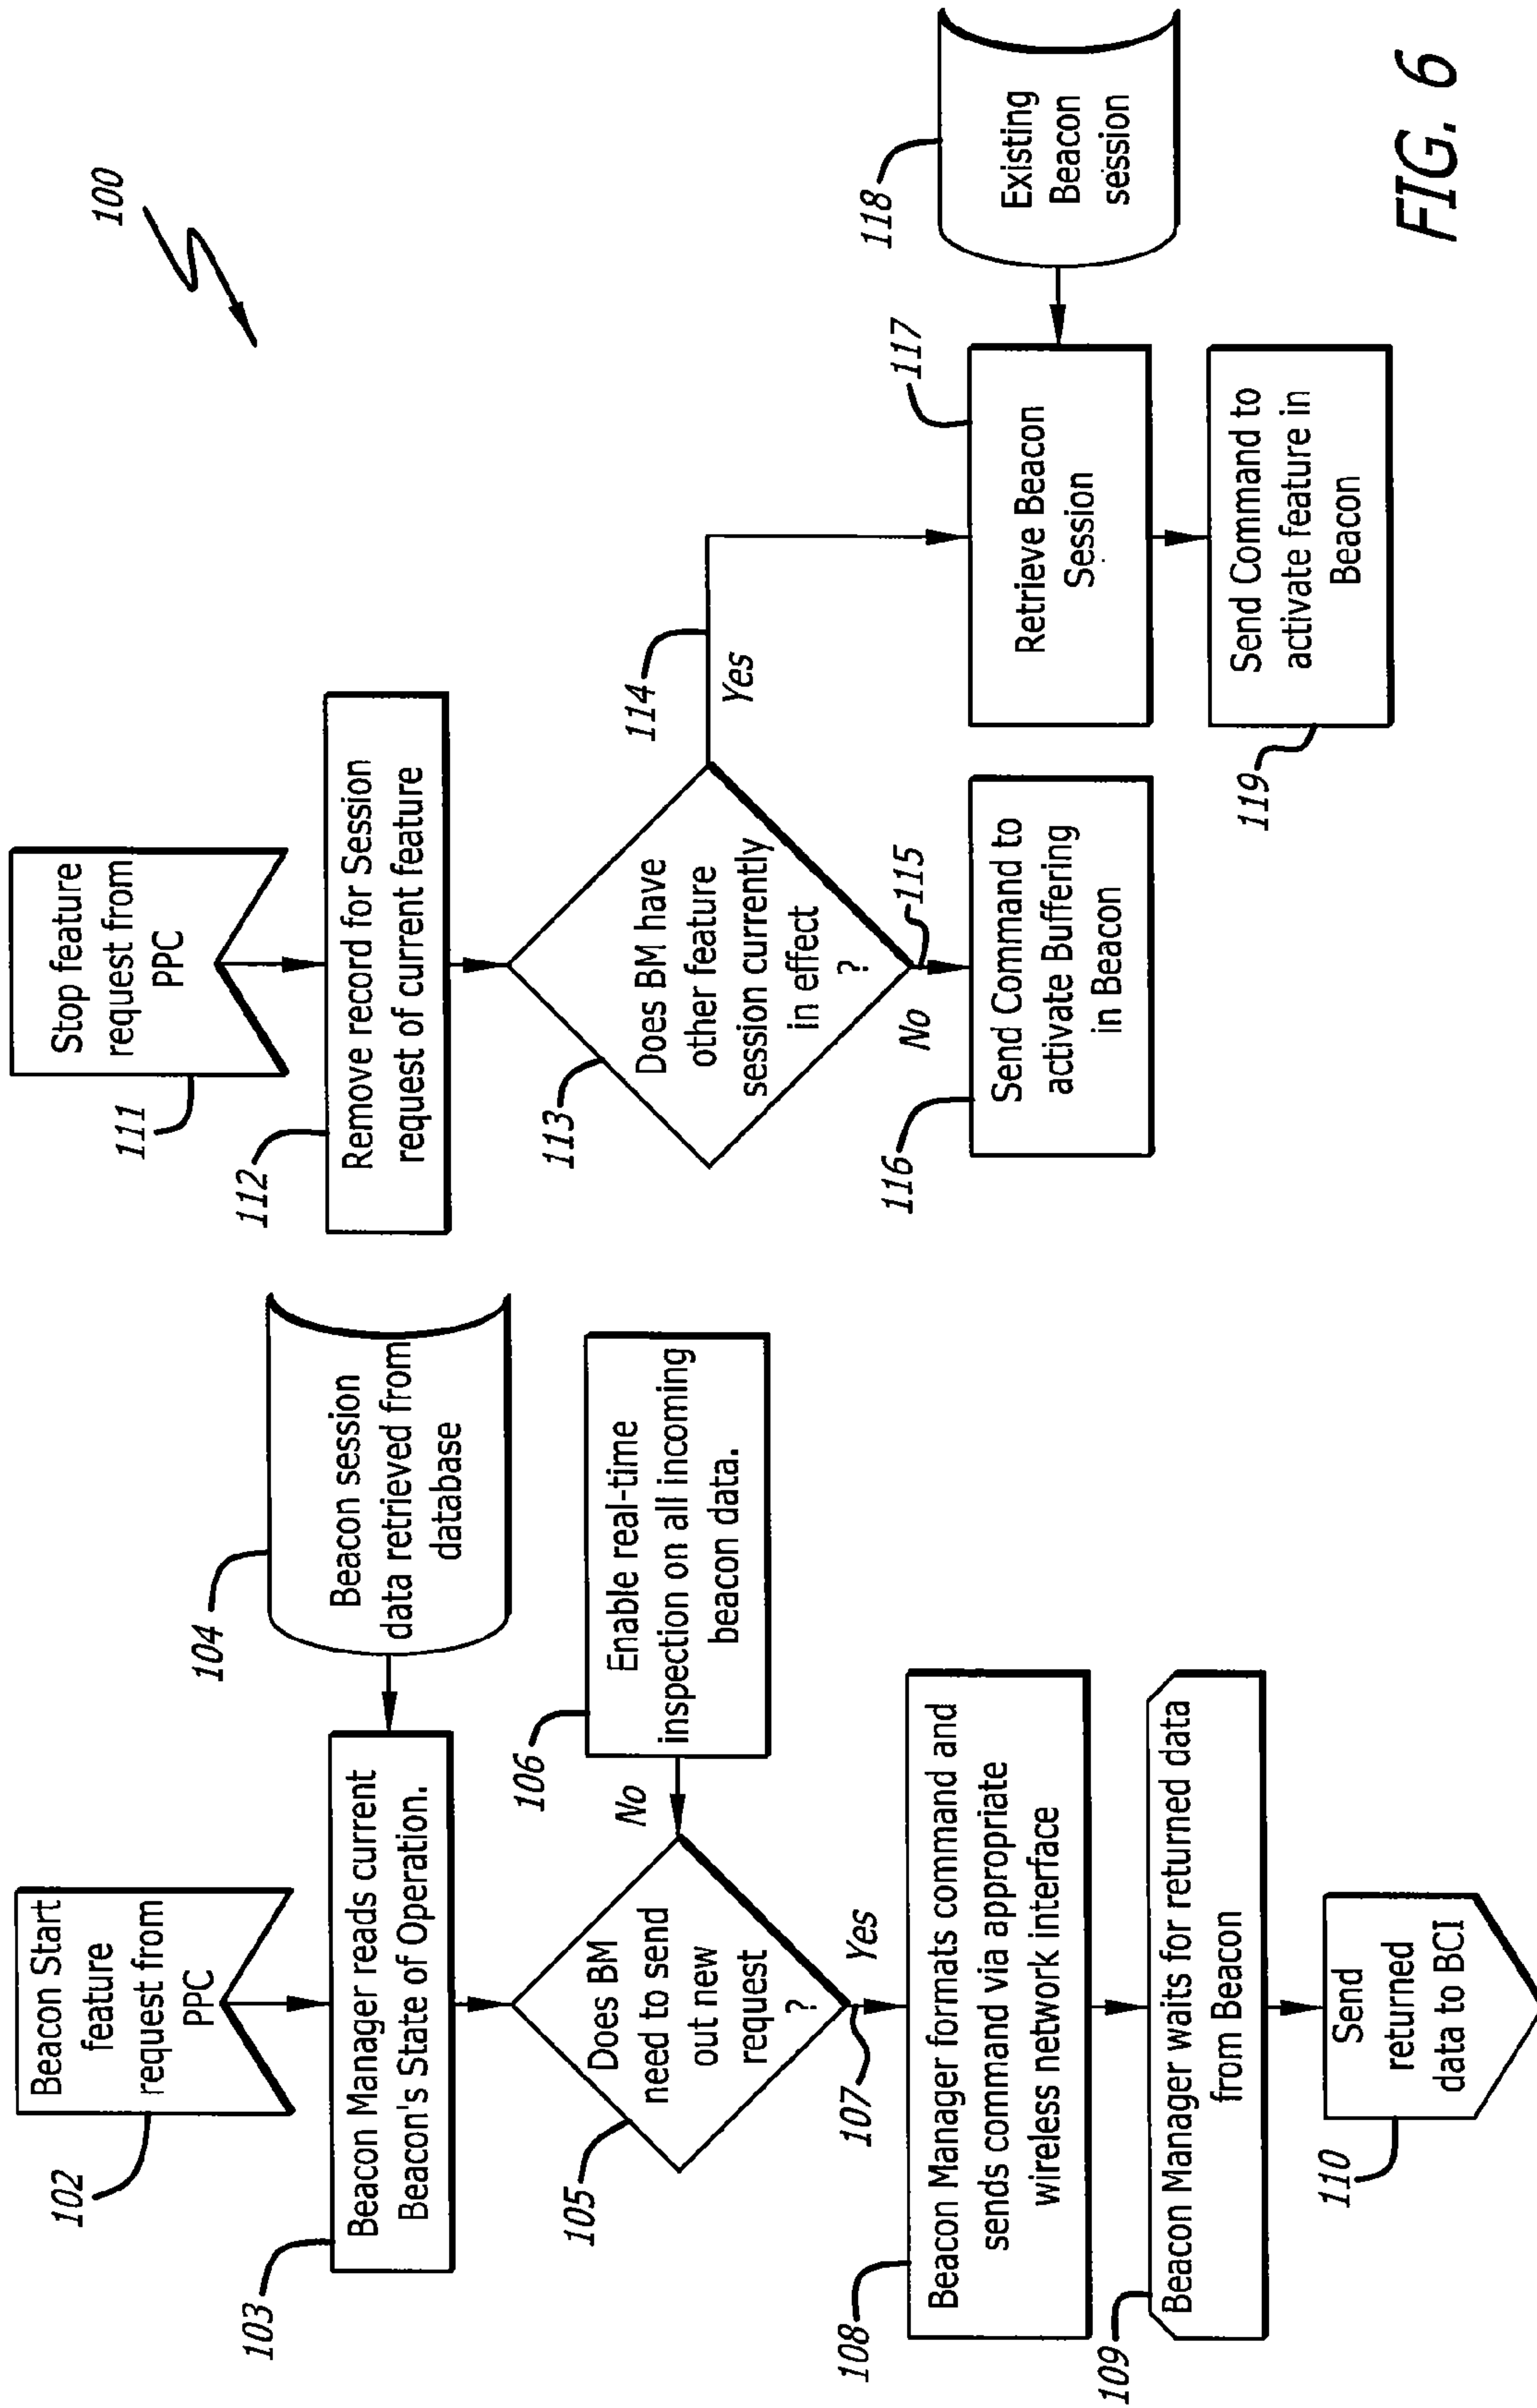 100
102
Beacon Start
feature
request from
PPC
103
Beacon Manager reads current
Beacon's State of Operation.
104
Beacon session
data retrieved from
database
105
Does BM
need to send
out new
request
?
No
106
Enable real-time
inspection on all incoming
beacon data.
107
Yes
108
Beacon Manager formats command and
sends command via appropriate
wireless network interface
109
Beacon Manager waits for returned data
from Beacon
110
Send
returned
data to BCI
111
Stop feature
request from
PPC
112
Remove record for Session
request of current feature
113
Does BM have
other feature
session currently
in effect
?
114
Yes
No
115
116
Send Command to
activate Buffering
in Beacon
117
Retrieve Beacon
Session
118
Existing
Beacon
session
119
Send Command to
activate feature in
Beacon
FIG. 6